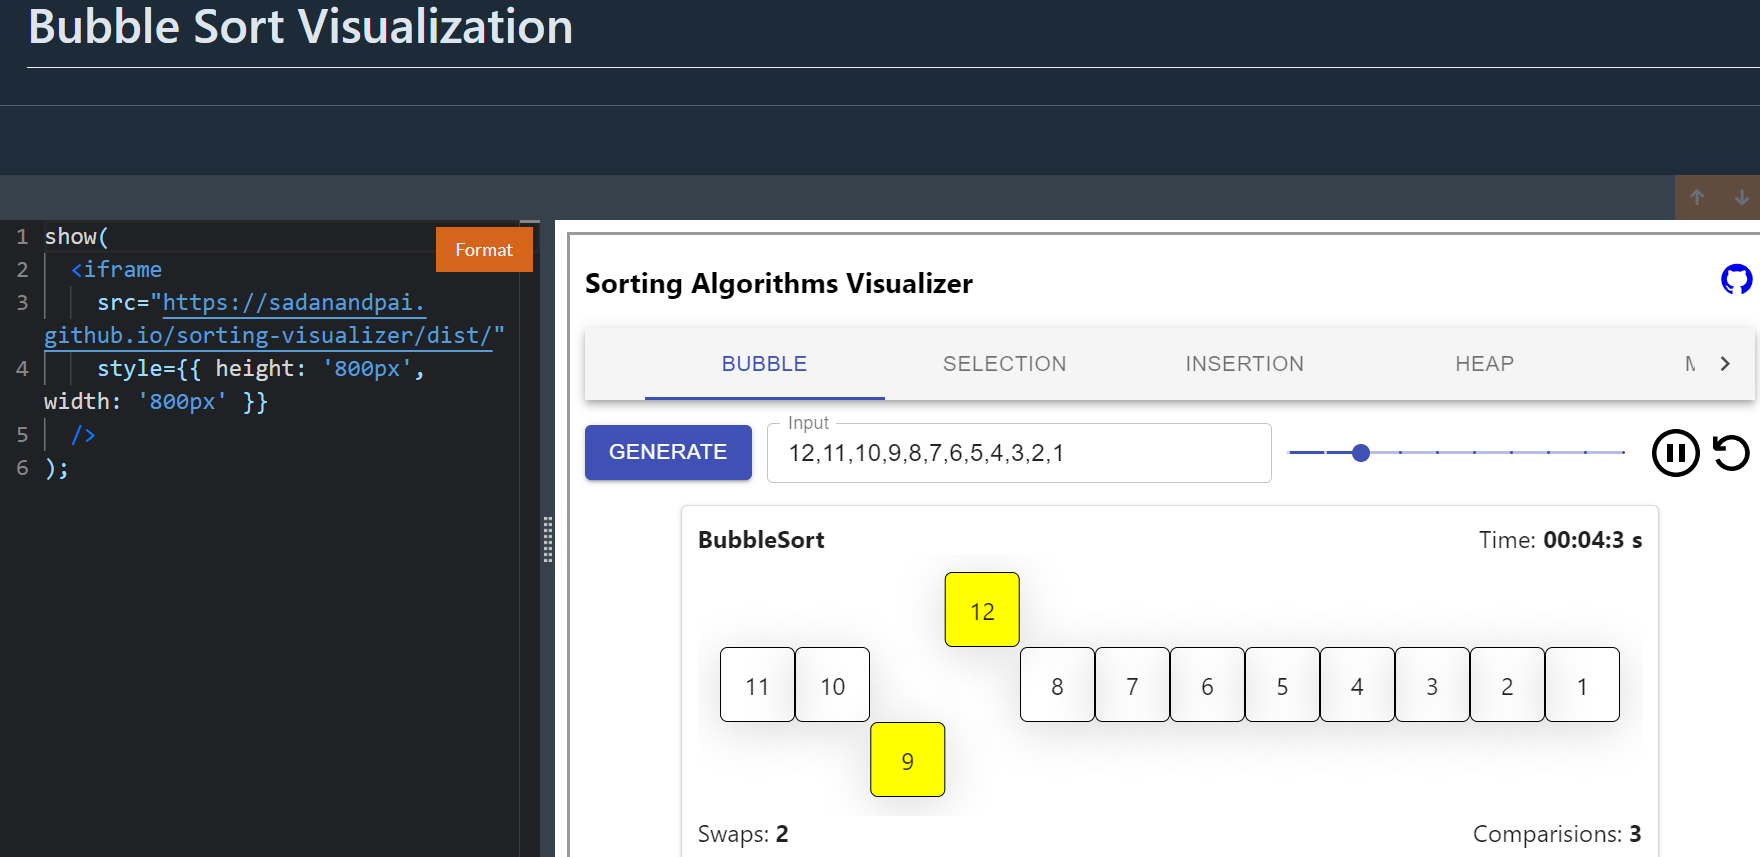 Bubble Sort Visualization
1 show(
Format
2 <iframe
3 src="https://sadanandpai.
github.io/sorting-visualizer/dist/"
4 style={{ height: '800px',
width: '800px' }}
5 />
6 );
Sorting Algorithms Visualizer
BUBBLE SELECTION INSERTION HEAP
GENERATE
Input
12,11,10,9,8,7,6,5,4,3,2,1
BubbleSort
Time: 00:04:3 s
12
11 10 8 7 6 5 4 3 2 1
9
Swaps: 2
Comparisions: 3